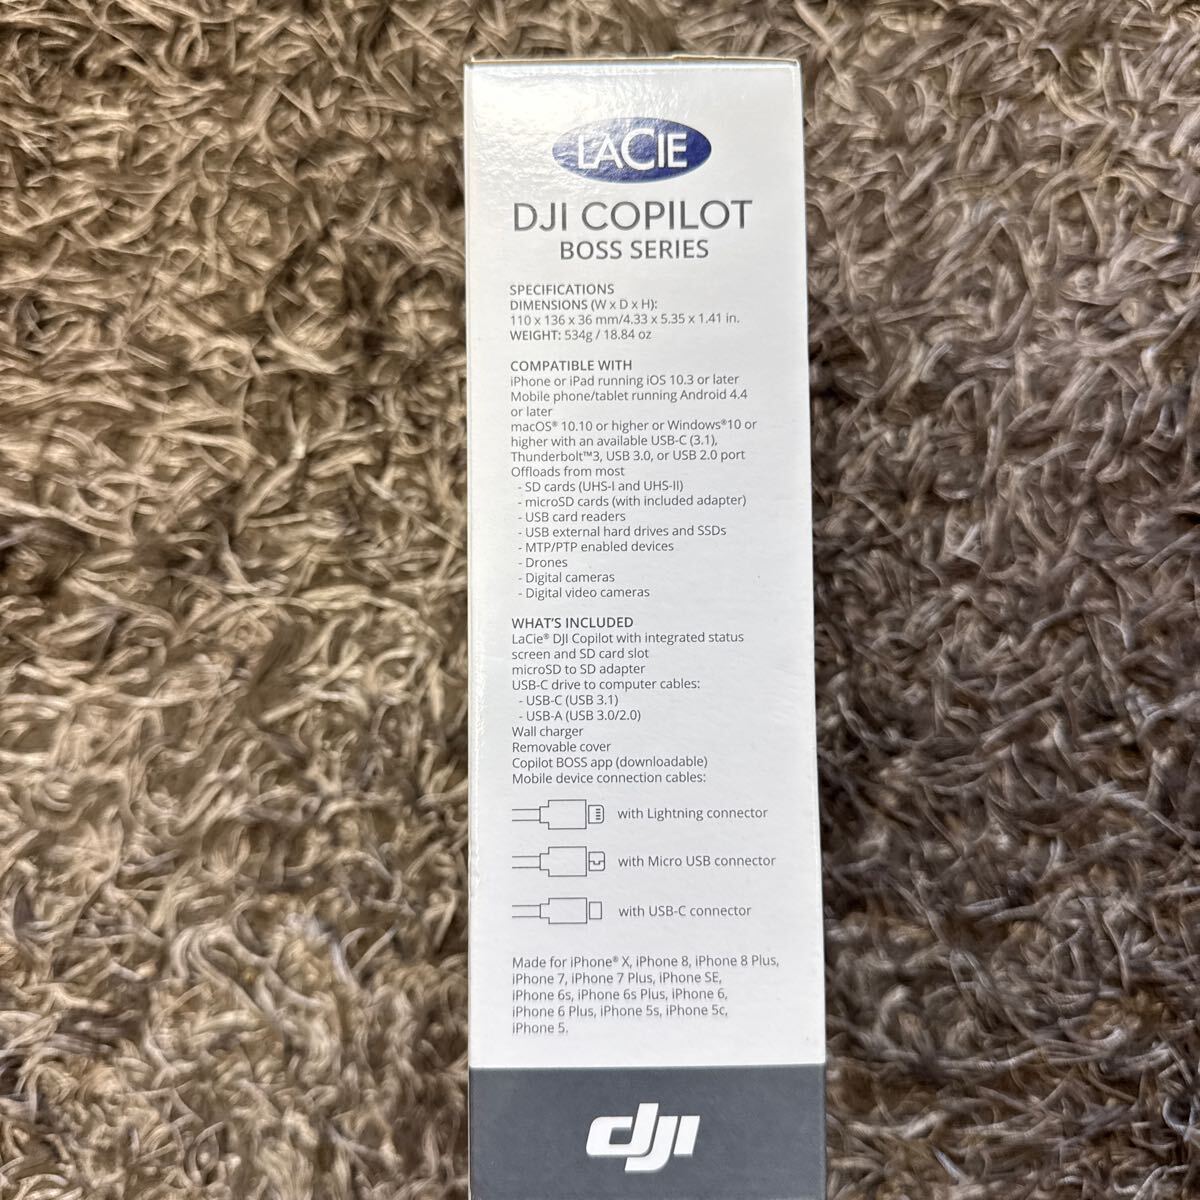 LACIE
DJI COPILOT
BOSS SERIES
SPECIFICATIONS
DIMENSIONS (W x D x H):
110 x 136 x 36 mm/4.33 x 5.35 x 1.41 in.
WEIGHT: 534g / 18.84 oz
COMPATIBLE WITH
iPhone or iPad running iOS 10.3 or later
Mobile phone/tablet running Android 4.4
or later
macOS® 10.10 or higher or Windows®10 or
higher with an available USB-C (3.1),
Thunderbolt™3, USB 3.0, or USB 2.0 port
Offloads from most
- SD cards (UHS-I and UHS-II)
- microSD cards (with included adapter)
- USB card readers
- USB external hard drives and SSDs
- MTP/PTP enabled devices
- Drones
- Digital cameras
- Digital video cameras
WHAT'S INCLUDED
LaCie® DJI Copilot with integrated status
screen and SD card slot
microSD to SD adapter
USB-C drive to computer cables:
- USB-C (USB 3.1)
- USB-A (USB 3.0/2.0)
Wall charger
Removable cover
Copilot BOSS app (downloadable)
Mobile device connection cables:
with Lightning connector
with Micro USB connector
with USB-C connector
Made for iPhone® X, iPhone 8, iPhone 8 Plus,
iPhone 7, iPhone 7 Plus, iPhone SE,
iPhone 6s, iPhone 6s Plus, iPhone 6,
iPhone 6 Plus, iPhone 5s, iPhone 5c,
iPhone 5.
dji